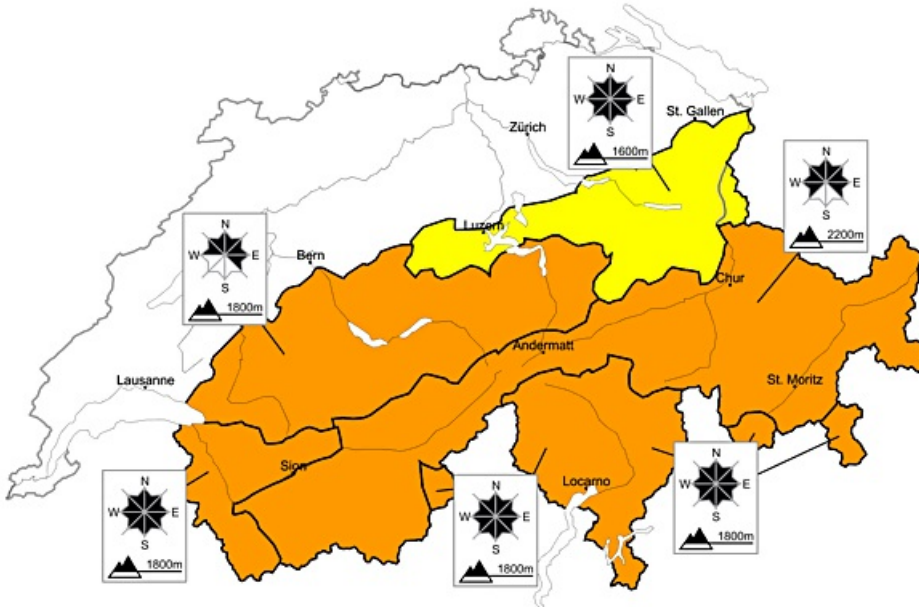 N
W E
S
1600m
St. Gallen
Zürich
N
W E
S
2200m
Luzern
N
W E
S
1800m
Bern
Chur
Andermatt
Lausanne
St. Moritz
Sion
Locarno
N
W E
S
1800m
N
W E
S
1800m
N
W E
S
1800m